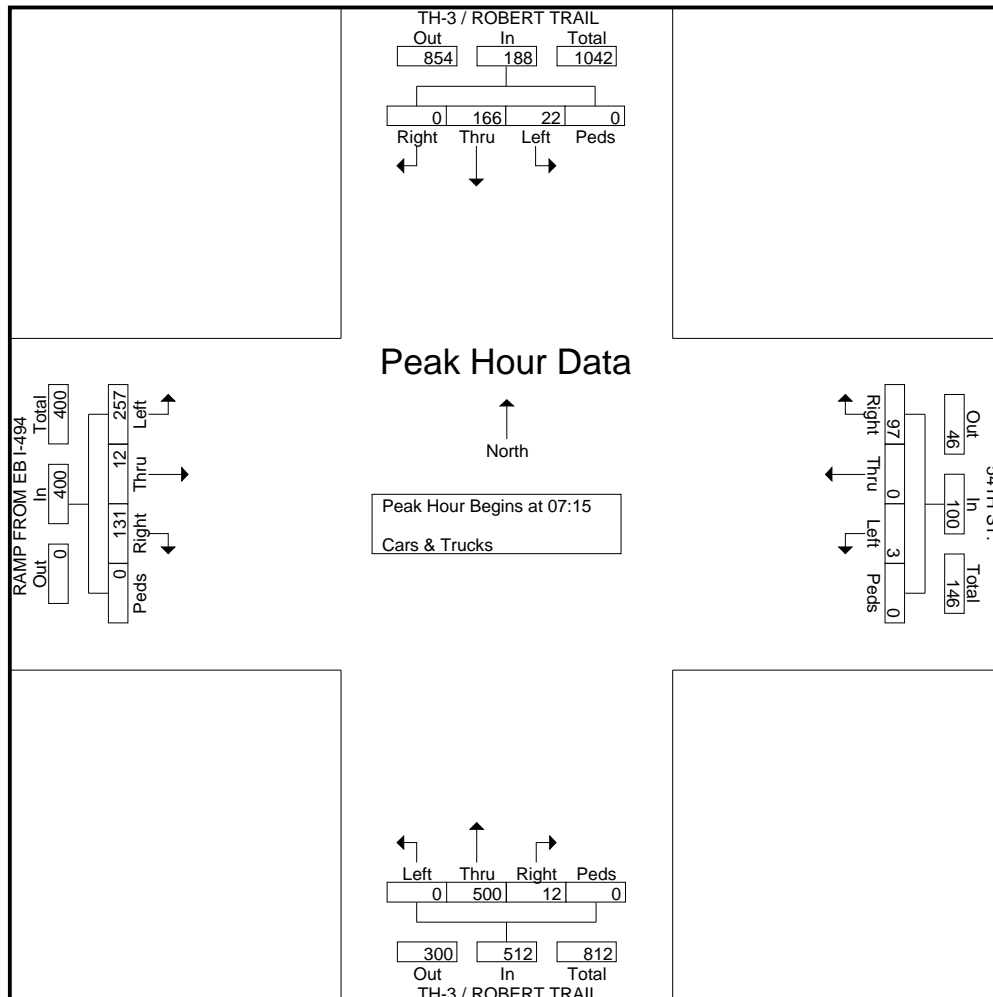 TH-3 / ROBERT TRAIL
Out In Total
854 188 1042
0 166 22 0
Right Thru Left Peds
Peak Hour Data
North
Peak Hour Begins at 07:15
Cars & Trucks
RAMP FROM EB I-494
Out In Total
0 400 400
257 12 131 0
Left Thru Right Peds
Out In Total
46 100 146
97 0 3 0
Right Thru Left Peds
Left Thru Right Peds
0 500 12 0
300 512 812
Out In Total
TH-3 / ROBERT TRAIL